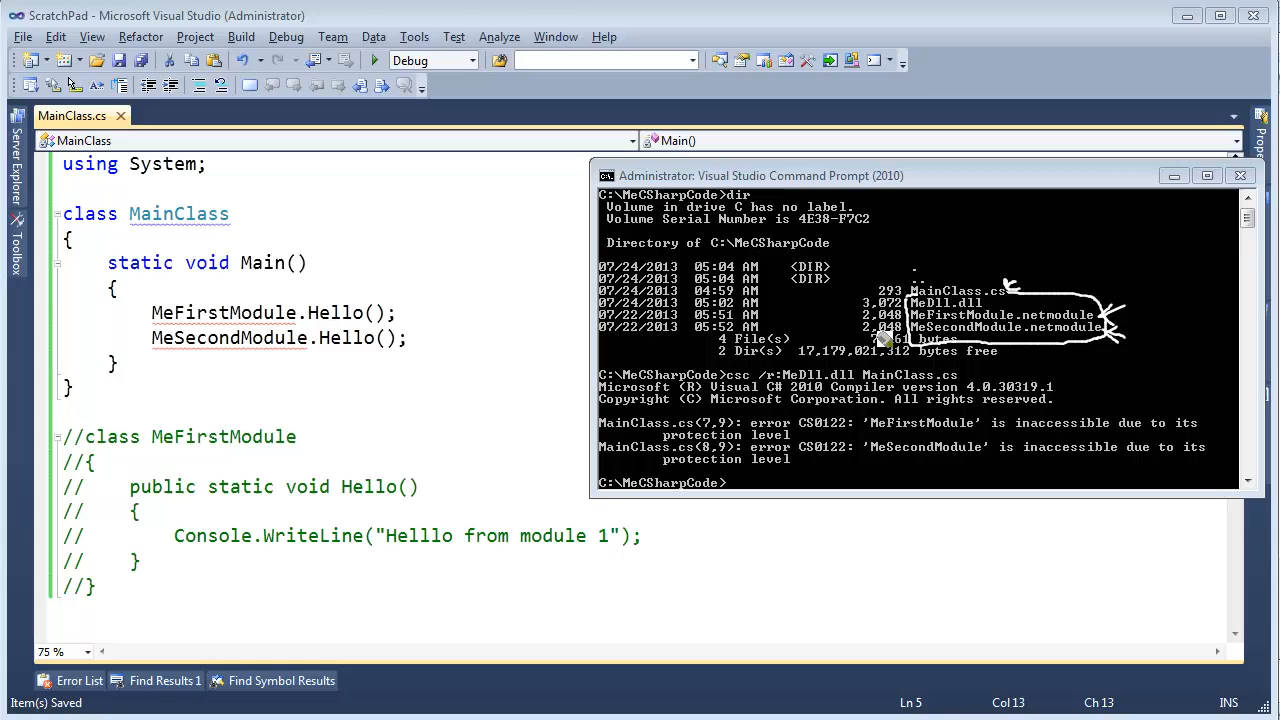 ScratchPad - Microsoft Visual Studio (Administrator)
File Edit View Refactor Project Build Debug Team Data Tools Test Analyze Window Help
Debug
MainClass.cs
MainClass Main()
Server Explorer
Toolbox
Prope
using System;
class MainClass
{
static void Main()
{
MeFirstModule.Hello();
MeSecondModule.Hello();
}
}
//class MeFirstModule
//{
// public static void Hello()
// {
// Console.WriteLine("Helllo from module 1");
// }
//}
Administrator: Visual Studio Command Prompt (2010)
C:\MeCSharpCode>dir
Volume in drive C has no label.
Volume Serial Number is 4E38-F7C2
Directory of C:\MeCSharpCode
07/24/2013 05:04 AM <DIR> .
07/24/2013 05:04 AM <DIR> ..
07/24/2013 04:59 AM 293 MainClass.cs
07/24/2013 05:02 AM 3,072 MeDll.dll
07/22/2013 05:51 AM 2,048 MeFirstModule.netmodule
07/22/2013 05:52 AM 2,048 MeSecondModule.netmodule
4 File(s) bytes
2 Dir(s) 17,179,021,312 bytes free
C:\MeCSharpCode>csc /r:MeDll.dll MainClass.cs
Microsoft (R) Visual C# 2010 Compiler version 4.0.30319.1
Copyright (C) Microsoft Corporation. All rights reserved.
MainClass.cs(7,9): error CS0122: 'MeFirstModule' is inaccessible due to its
protection level
MainClass.cs(8,9): error CS0122: 'MeSecondModule' is inaccessible due to its
protection level
C:\MeCSharpCode>
75 %
Error List Find Results 1 Find Symbol Results
Item(s) Saved Ln 5 Col 13 Ch 13 INS